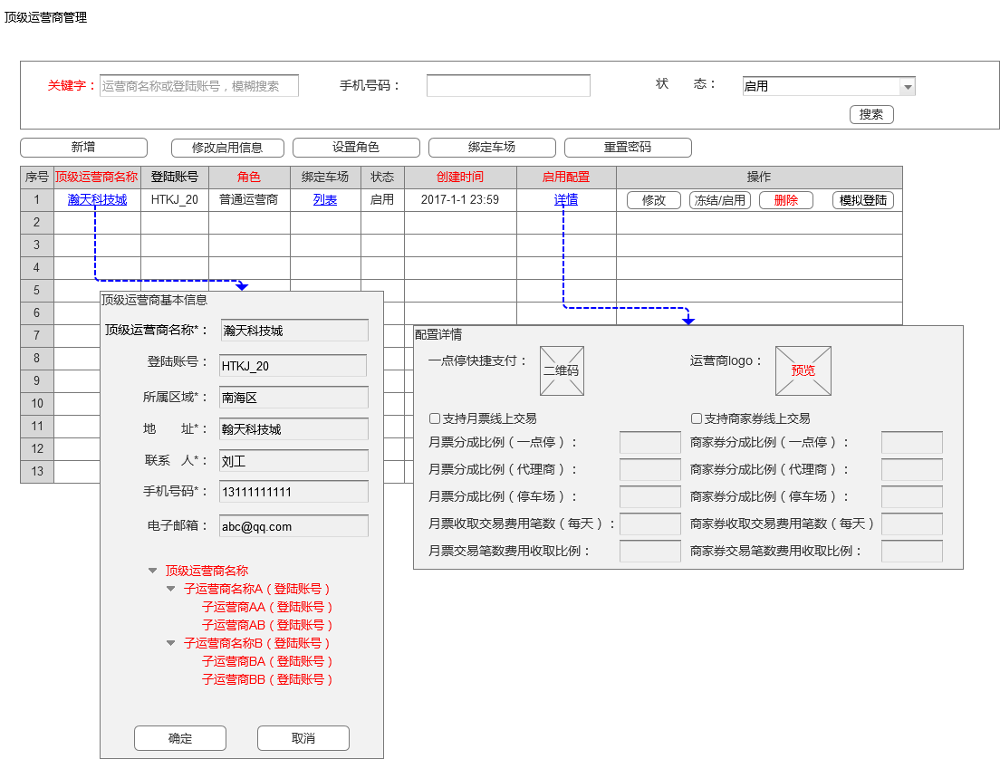 顶级运营商管理
关键字： 运营商名称或登陆账号，模糊搜索 手机号码： 状 态： 启用
搜索
新增 修改启用信息 设置角色 绑定车场 重置密码
序号 顶级运营商名称 登陆账号 角色 绑定车场 状态 创建时间 启用配置 操作
1 瀚天科技城 HTKJ_20 普通运营商 列表 启用 2017-1-1 23:59 详情 修改 冻结/启用 删除 模拟登陆
2
3
4
5
6
7
8
9
10
11
12
13
顶级运营商基本信息
顶级运营商名称*： 瀚天科技城
登陆账号： HTKJ_20
所属区域*： 南海区
地 址*： 翰天科技城
联系 人*： 刘工
手机号码*： 13111111111
电子邮箱： abc@qq.com
顶级运营商名称
子运营商名称A（登陆账号）
子运营商AA（登陆账号）
子运营商AB（登陆账号）
子运营商名称B（登陆账号）
子运营商BA（登陆账号）
子运营商BB（登陆账号）
确定 取消
配置详情
一点停快捷支付： 二维码 运营商logo： 预览
支持月票线上交易 支持商家券线上交易
月票分成比例（一点停）： 商家券分成比例（一点停）：
月票分成比例（代理商）： 商家券分成比例（代理商）：
月票分成比例（停车场）： 商家券分成比例（停车场）：
月票收取交易费用笔数（每天）： 商家券收取交易费用笔数（每天）
月票交易笔数费用收取比例： 商家券交易笔数费用收取比例：